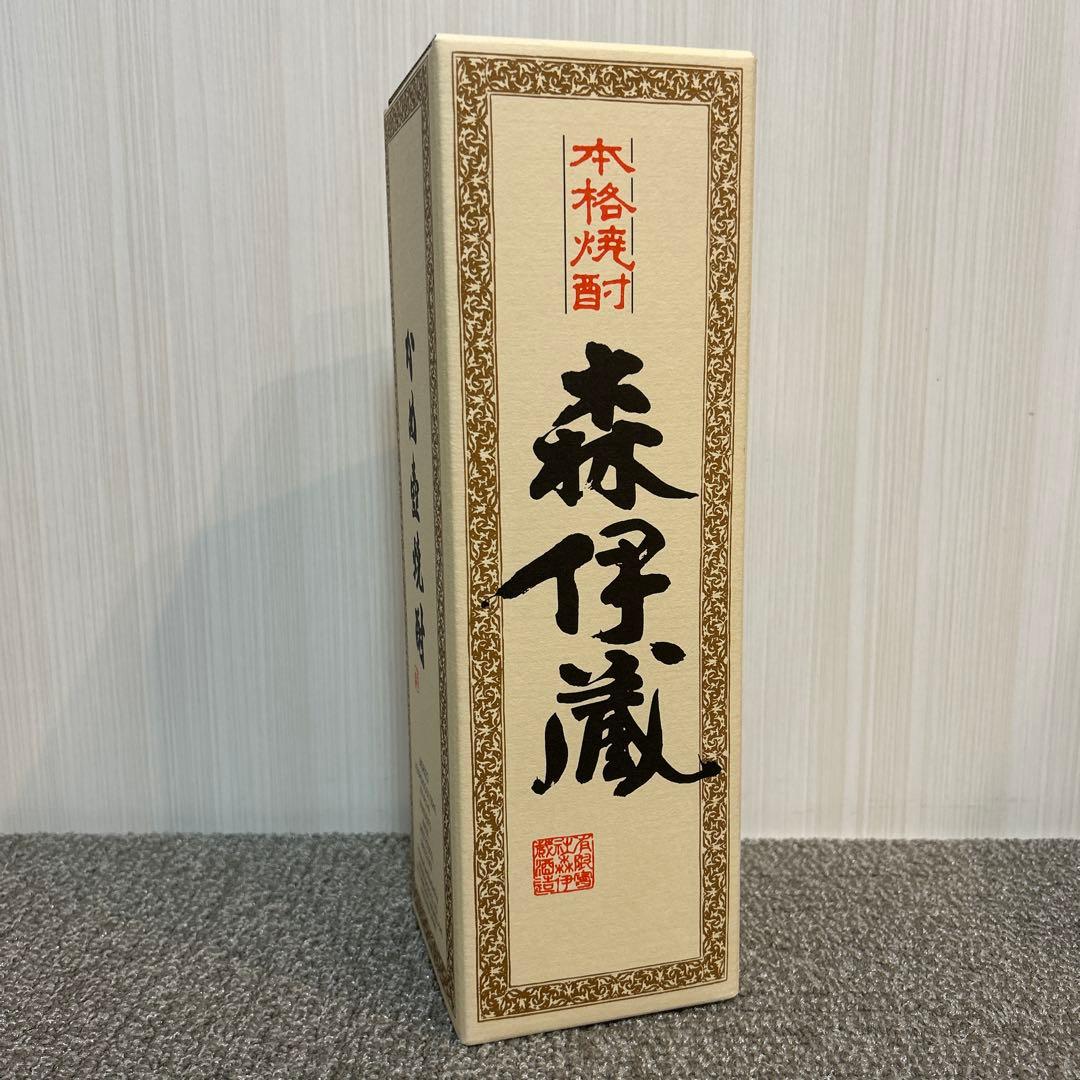 本格焼酎
森伊蔵
有限會
社森伊
蔵酒造
かめ壺焼酎